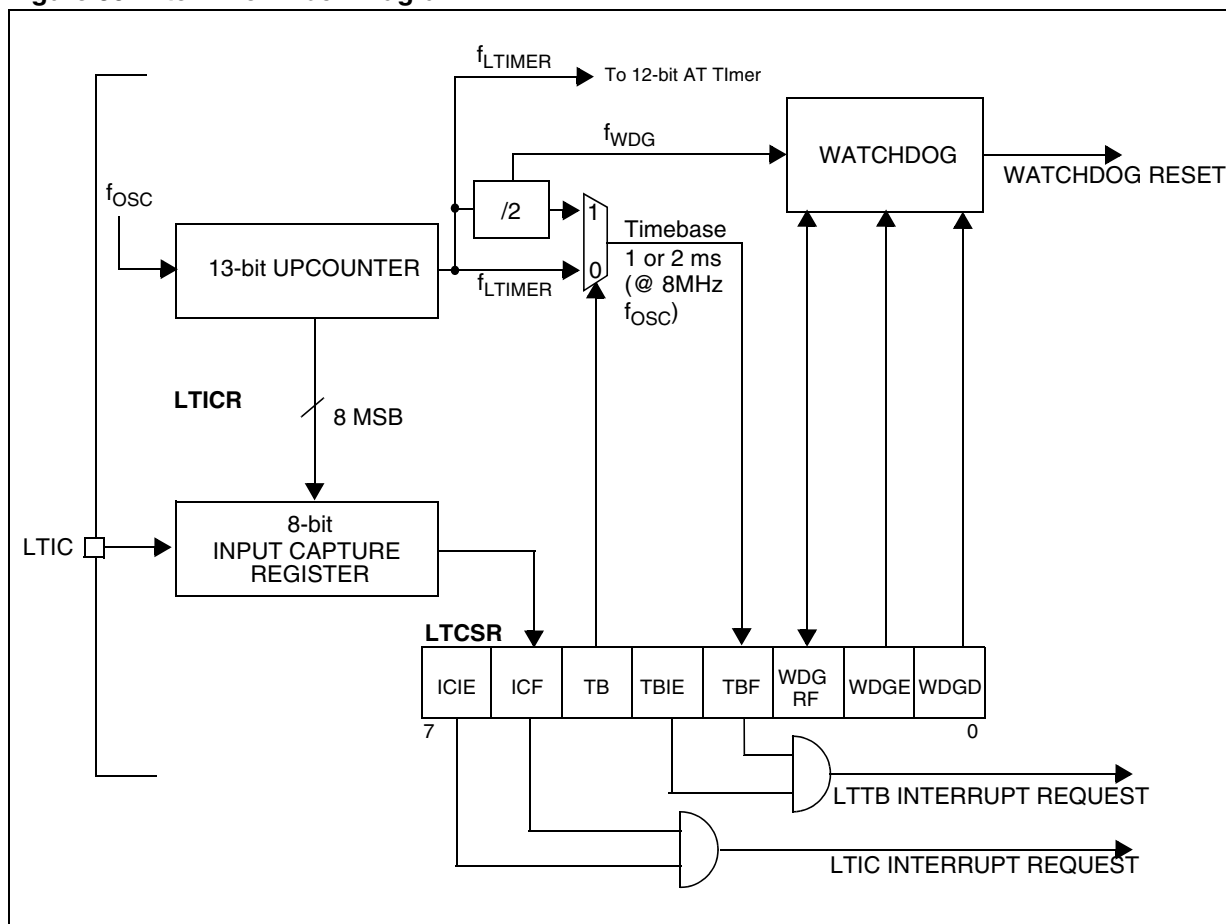 fLTIMER
To 12-bit AT TImer
fWDG
WATCHDOG
WATCHDOG RESET
fOSC
/2
1
Timebase
1 or 2 ms
(@ 8MHz
fOSC)
13-bit UPCOUNTER
0
fLTIMER
LTICR
8 MSB
8-bit
INPUT CAPTURE
REGISTER
LTIC
LTCSR
ICIE
ICF
TB
TBIE
TBF
WDG
RF
WDGE
WDGD
7
0
LTTB INTERRUPT REQUEST
LTIC INTERRUPT REQUEST